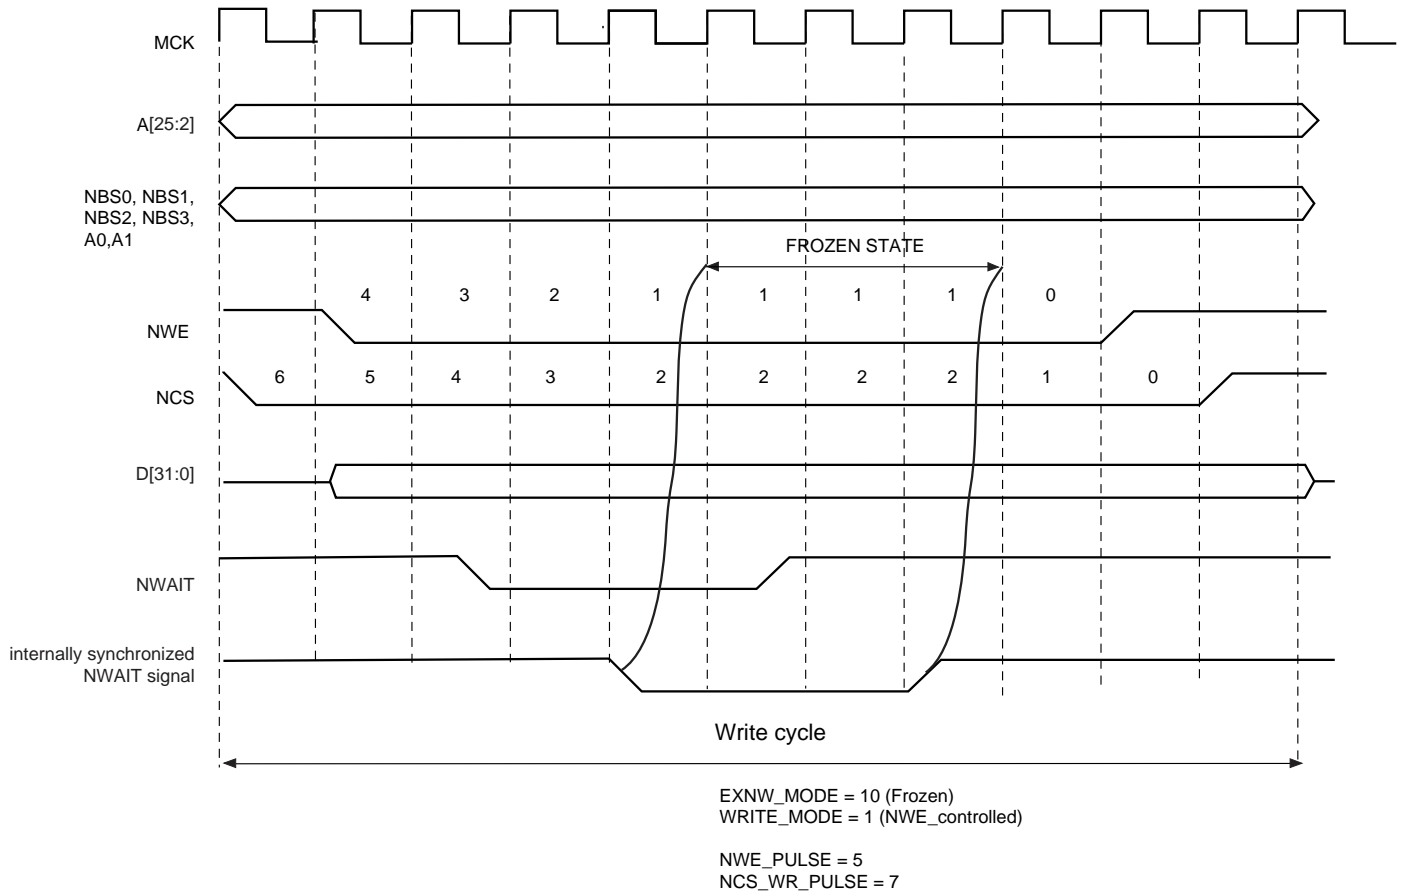 MCK
A[25:2]
NBS0, NBS1,
NBS2, NBS3,
A0,A1
FROZEN STATE
4 3 2 1 1 1 1 0
NWE
6 5 4 3 2 2 2 2 1 0
NCS
D[31:0]
NWAIT
internally synchronized
NWAIT signal
Write cycle
EXNW_MODE = 10 (Frozen)
WRITE_MODE = 1 (NWE_controlled)
NWE_PULSE = 5
NCS_WR_PULSE = 7